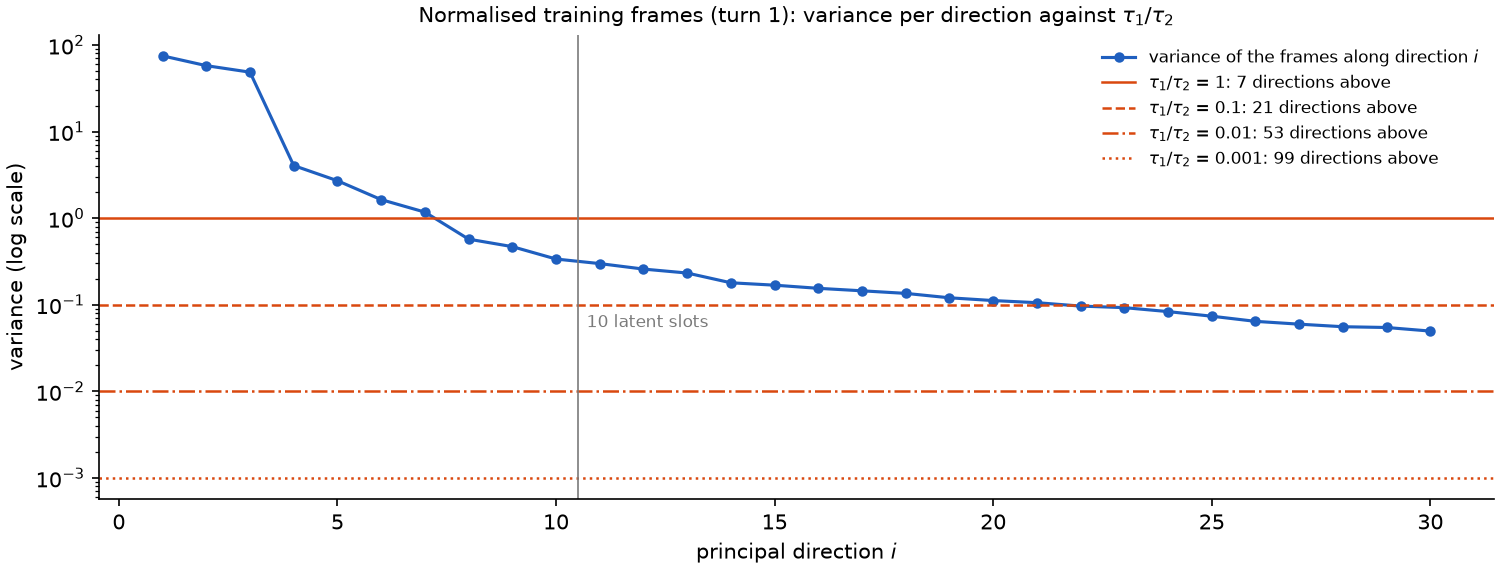 Normalised training frames (turn 1): variance per direction against τ₁/τ₂
variance of the frames along direction i
τ₁/τ₂ = 1: 7 directions above
τ₁/τ₂ = 0.1: 21 directions above
τ₁/τ₂ = 0.01: 53 directions above
τ₁/τ₂ = 0.001: 99 directions above
variance (log scale)
10²
10¹
10⁰
10⁻¹
10⁻²
10⁻³
10 latent slots
0 5 10 15 20 25 30
principal direction i